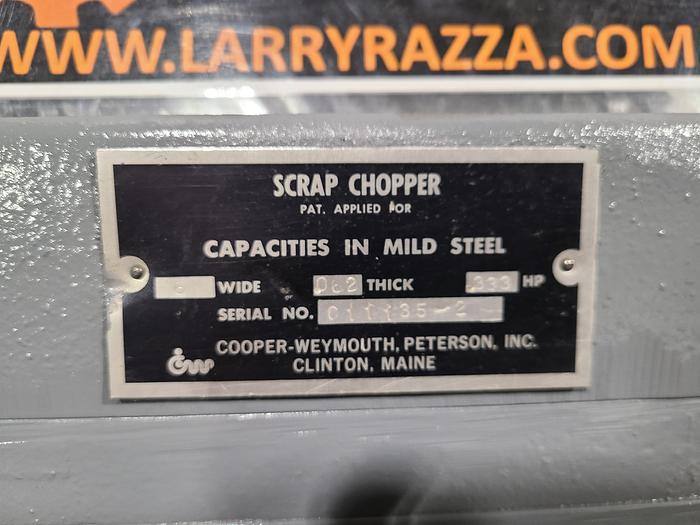 WWW.LARRYRAZZA.COM
SCRAP CHOPPER
PAT. APPLIED FOR
CAPACITIES IN MILD STEEL
6 WIDE .062 THICK .333 HP
SERIAL NO.
COOPER-WEYMOUTH, PETERSON, INC.
CLINTON, MAINE